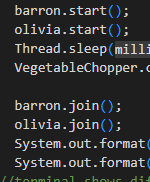 barron.start();
olivia.start();
Thread.sleep(milli
VegetableChopper.
barron.join();
olivia.join();
System.out.format(
System.out.format(
//terminal shows dif